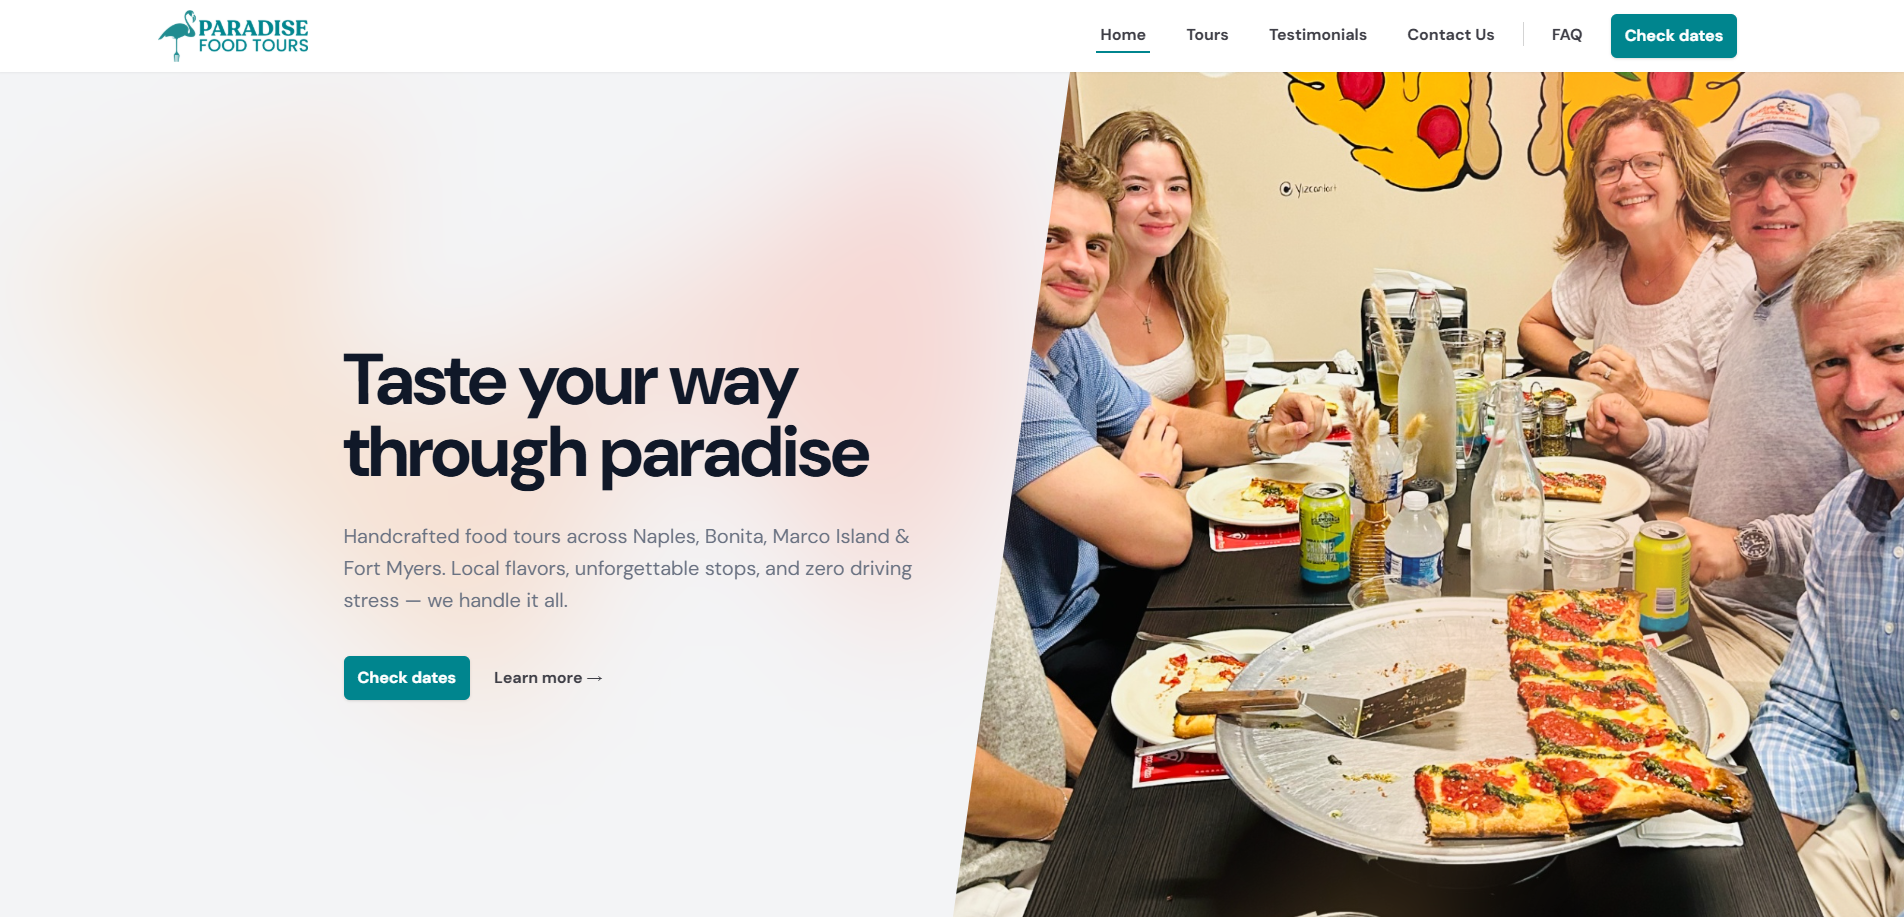 PARADISE
FOOD TOURS
Home
Tours
Testimonials
Contact Us
FAQ
Check dates
Yizcaniart
Taste your way
through paradise
Handcrafted food tours across Naples, Bonita, Marco Island &
Fort Myers. Local flavors, unforgettable stops, and zero driving
stress — we handle it all.
Check dates
Learn more →